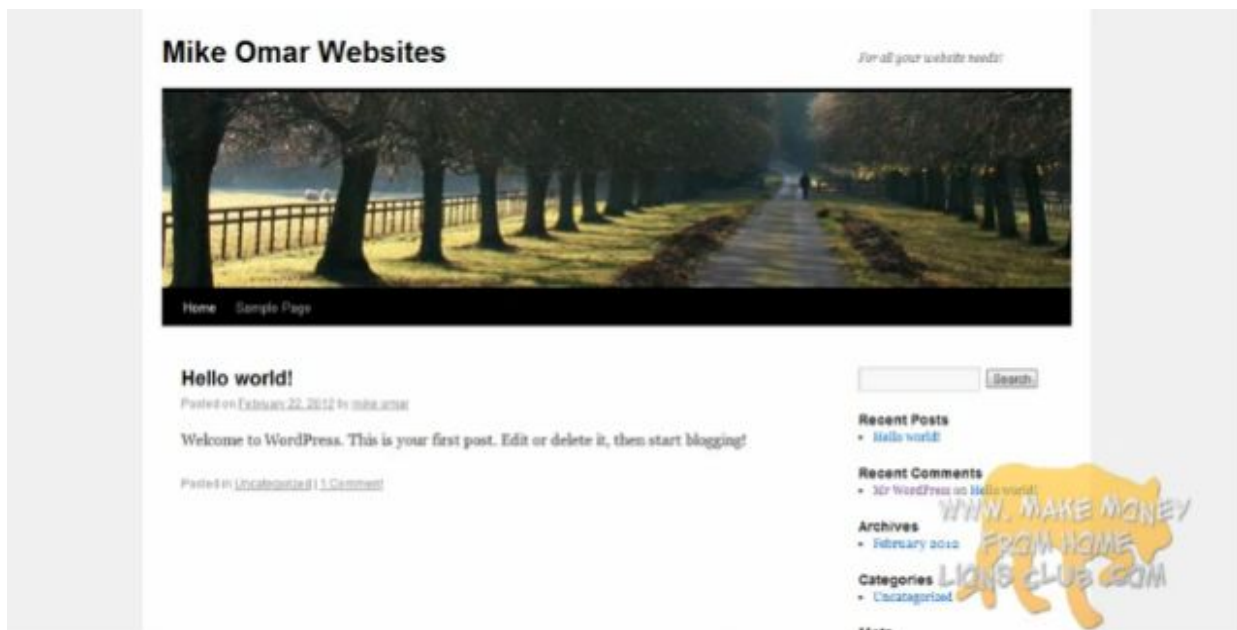 Mike Omar Websites
For all your website needs!
Home Sample Page
Hello world!
Posted on February 22, 2012 by mike omar
Welcome to WordPress. This is your first post. Edit or delete it, then start blogging!
Posted in Uncategorized | 1 Comment
Search
Recent Posts
Hello world!
Recent Comments
Mr WordPress on Hello world!
Archives
February 2012
Categories
Uncategorized
WWW. MAKE MONEY
FROM HOME
LIONS CLUB .COM